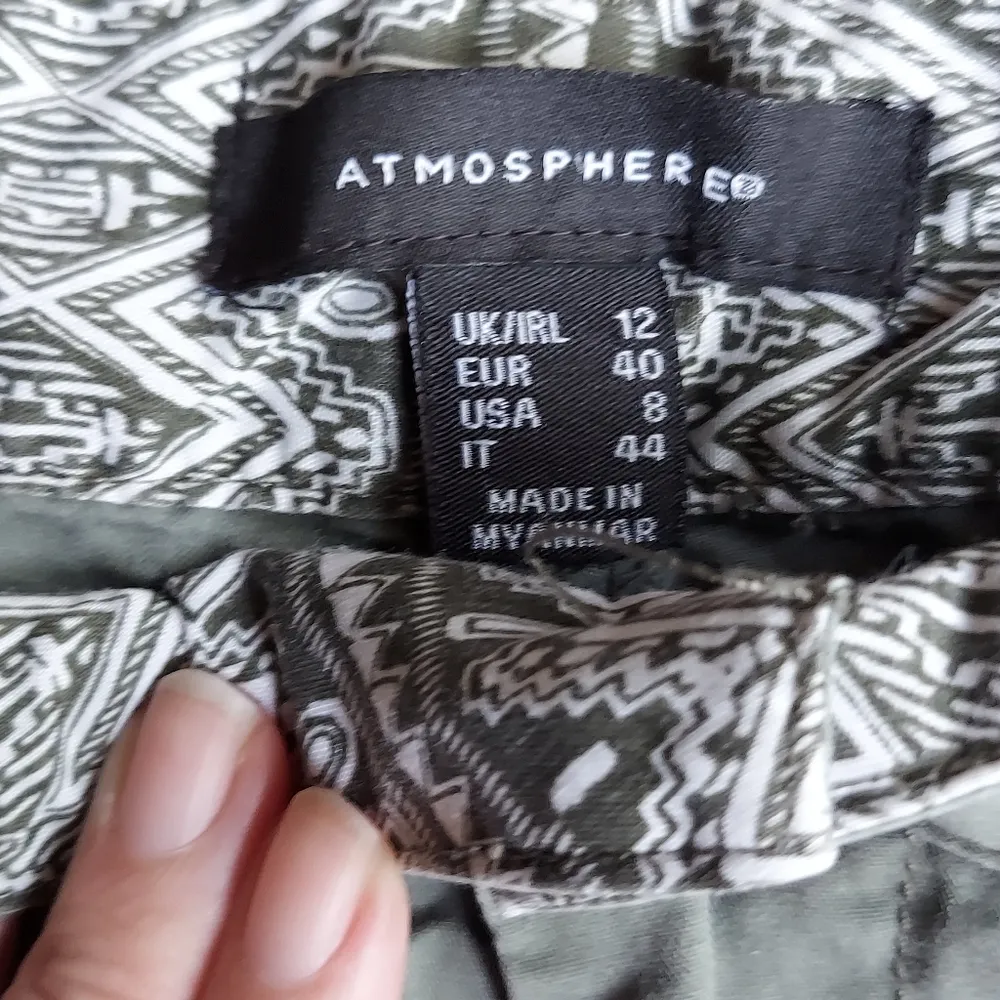 ATMOSPHERE®
UK/IRL 12
EUR 40
USA 8
IT 44
MADE IN
MYANMAR